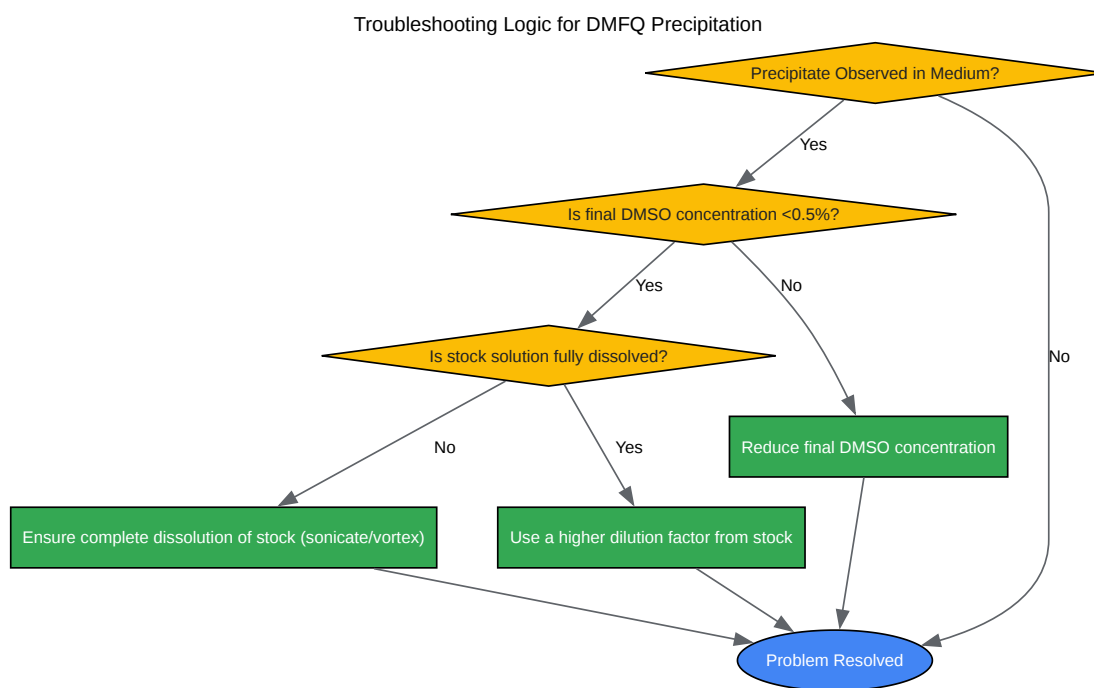 Troubleshooting Logic for DMFQ Precipitation
Precipitate Observed in Medium?
Yes
Is final DMSO concentration <0.5%?
Yes
No
Is stock solution fully dissolved?
No
No
Yes
Reduce final DMSO concentration
Ensure complete dissolution of stock (sonicate/vortex)
Use a higher dilution factor from stock
Problem Resolved